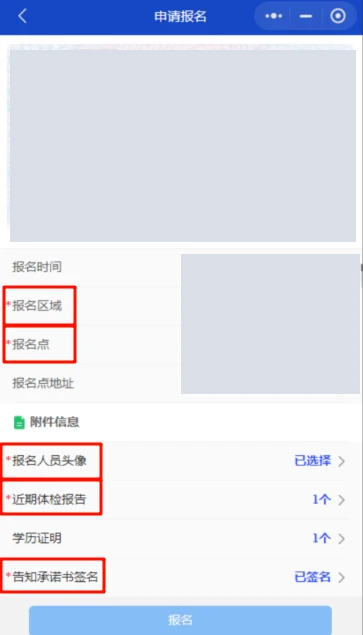 申请报名
报名时间
*报名区域
*报名点
报名点地址
附件信息
*报名人员头像 已选择
*近期体检报告 1个
学历证明 1个
*告知承诺书签名 已签名
报名